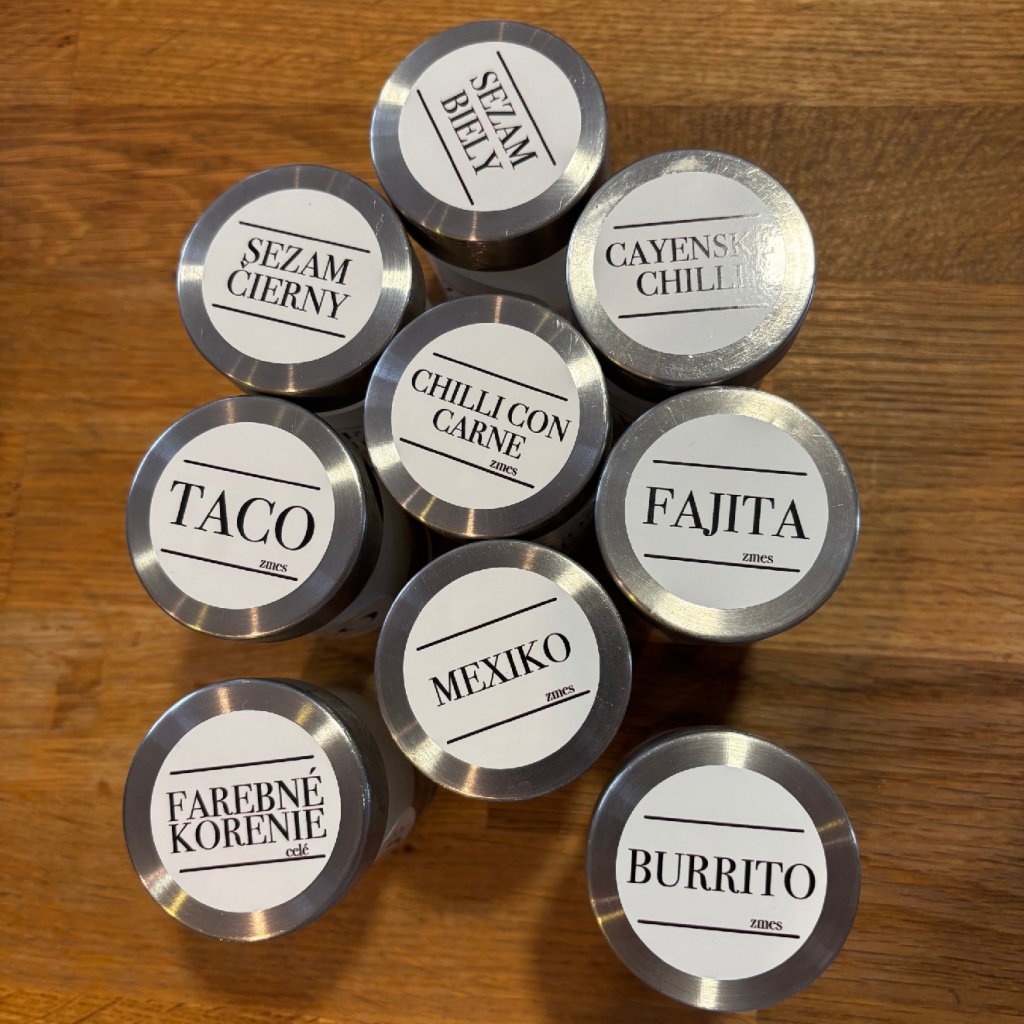 SEZAM
BIELY
SEZAM
ČIERNY
CAYENSKÉ
CHILLI
CHILLI CON
CARNE
zmes
TACO
zmes
FAJITA
zmes
MEXIKO
zmes
FAREBNÉ
KORENIE
celé
BURRITO
zmes